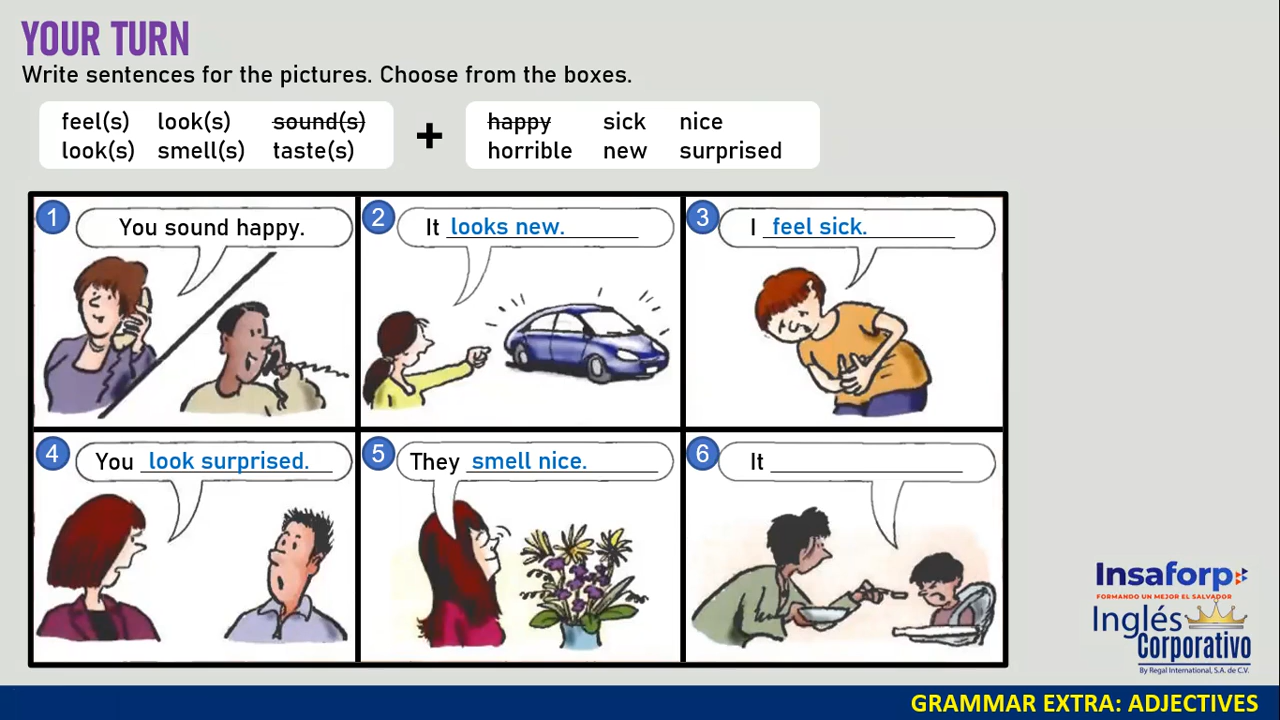 YOUR TURN
Write sentences for the pictures. Choose from the boxes.
feel(s) look(s) sound(s)
look(s) smell(s) taste(s)
+
happy sick nice
horrible new surprised
1
You sound happy.
2
It looks new.
3
I feel sick.
4
You look surprised.
5
They smell nice.
6
It
Insaforp
FORMANDO UN MEJOR EL SALVADOR
Inglés
Corporativo
By Regal International, S.A. de C.V.
GRAMMAR EXTRA: ADJECTIVES